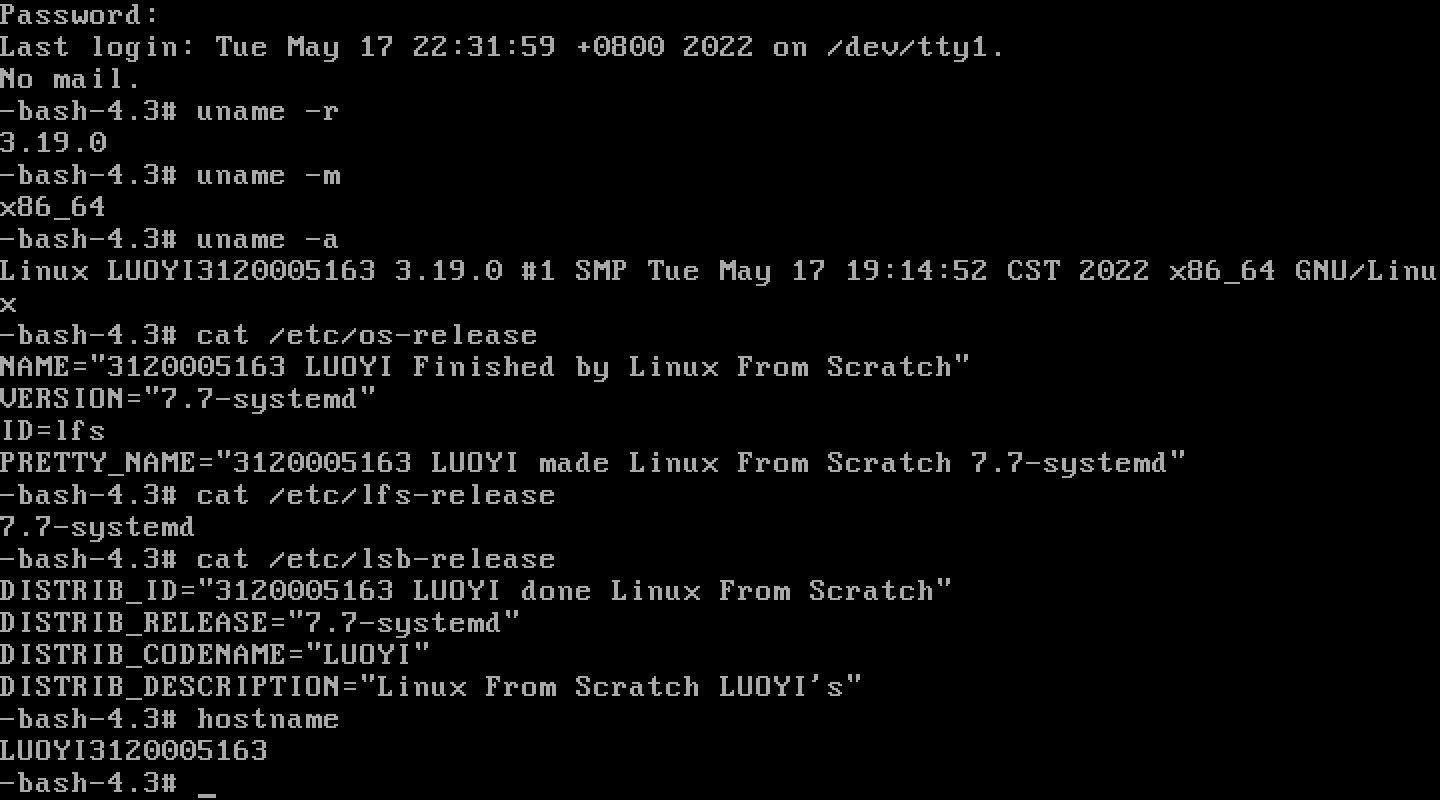 Password:
Last login: Tue May 17 22:31:59 +0800 2022 on /dev/tty1.
No mail.
-bash-4.3# uname -r
3.19.0
-bash-4.3# uname -m
x86_64
-bash-4.3# uname -a
Linux LUOYI3120005163 3.19.0 #1 SMP Tue May 17 19:14:52 CST 2022 x86_64 GNU/Linu
x
-bash-4.3# cat /etc/os-release
NAME="3120005163 LUOYI Finished by Linux From Scratch"
VERSION="7.7-systemd"
ID=lfs
PRETTY_NAME="3120005163 LUOYI made Linux From Scratch 7.7-systemd"
-bash-4.3# cat /etc/lfs-release
7.7-systemd
-bash-4.3# cat /etc/lsb-release
DISTRIB_ID="3120005163 LUOYI done Linux From Scratch"
DISTRIB_RELEASE="7.7-systemd"
DISTRIB_CODENAME="LUOYI"
DISTRIB_DESCRIPTION="Linux From Scratch LUOYI's"
-bash-4.3# hostname
LUOYI3120005163
-bash-4.3# _